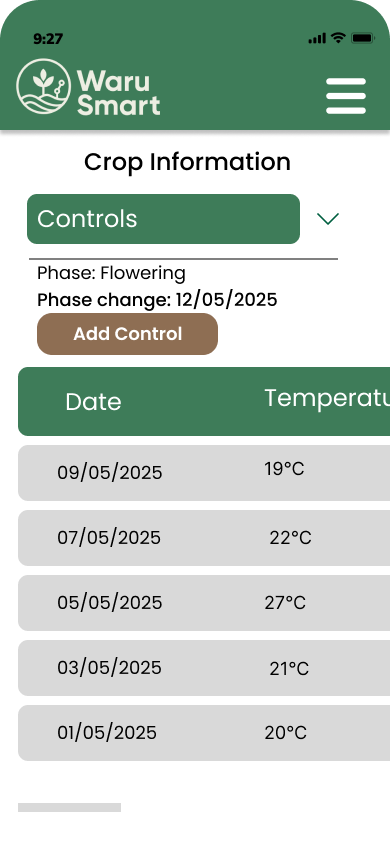 9:27
Waru
Smart
Crop Information
Controls
Phase: Flowering
Phase change: 12/05/2025
Add Control
Date Temperatu
09/05/2025 19°C
07/05/2025 22°C
05/05/2025 27°C
03/05/2025 21°C
01/05/2025 20°C